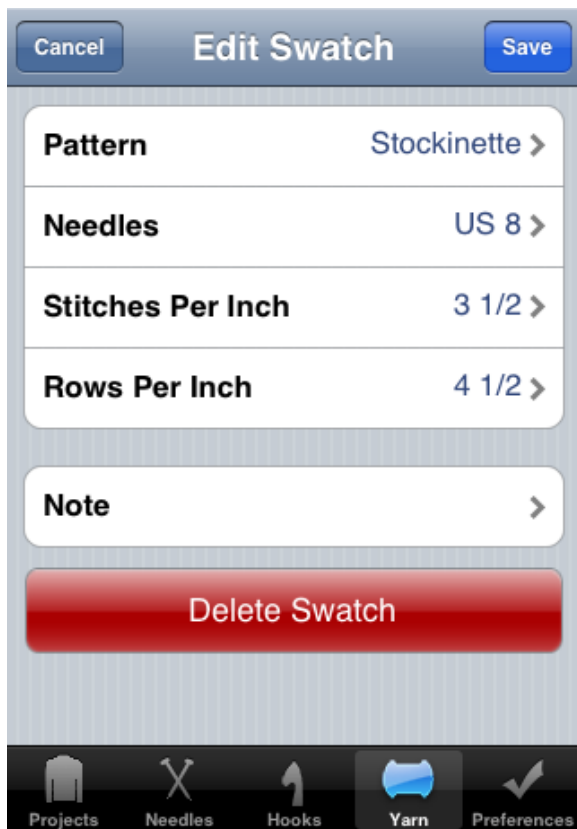 Cancel Edit Swatch Save
Pattern Stockinette
Needles US 8
Stitches Per Inch 3 1/2
Rows Per Inch 4 1/2
Note
Delete Swatch
Projects Needles Hooks Yarn Preferences